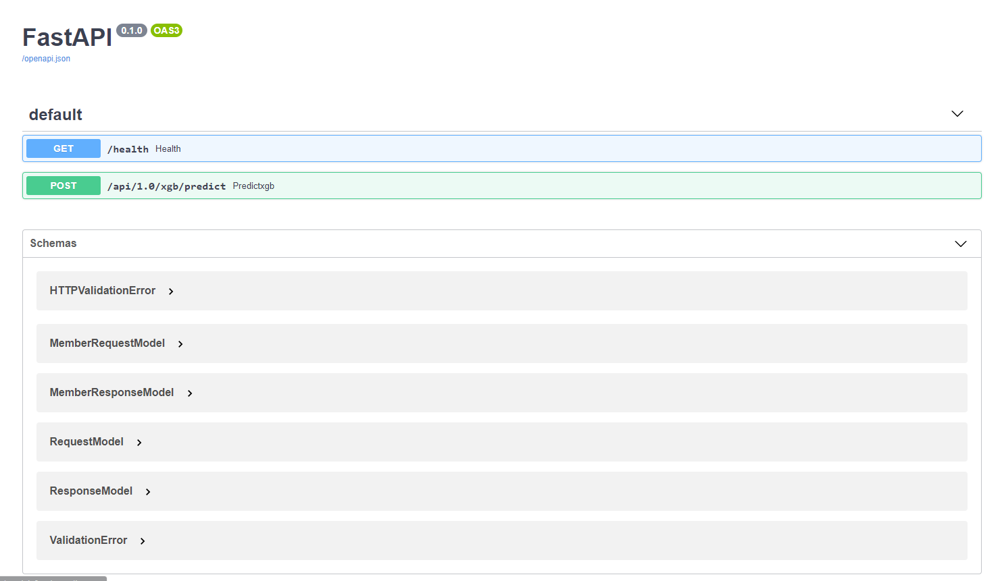 FastAPI 0.1.0 OAS3
/openapi.json
default
GET /health Health
POST /api/1.0/xgb/predict Predictxgb
Schemas
HTTPValidationError
MemberRequestModel
MemberResponseModel
RequestModel
ResponseModel
ValidationError